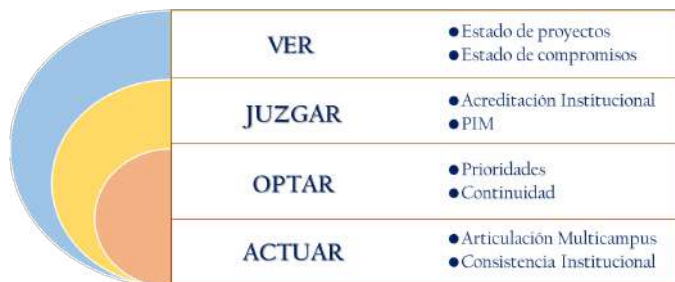 VER
● Estado de proyectos
● Estado de compromisos
JUZGAR
● Acreditación Institucional
● PIM
OPTAR
● Prioridades
● Continuidad
ACTUAR
● Articulación Multicampus
● Consistencia Institucional